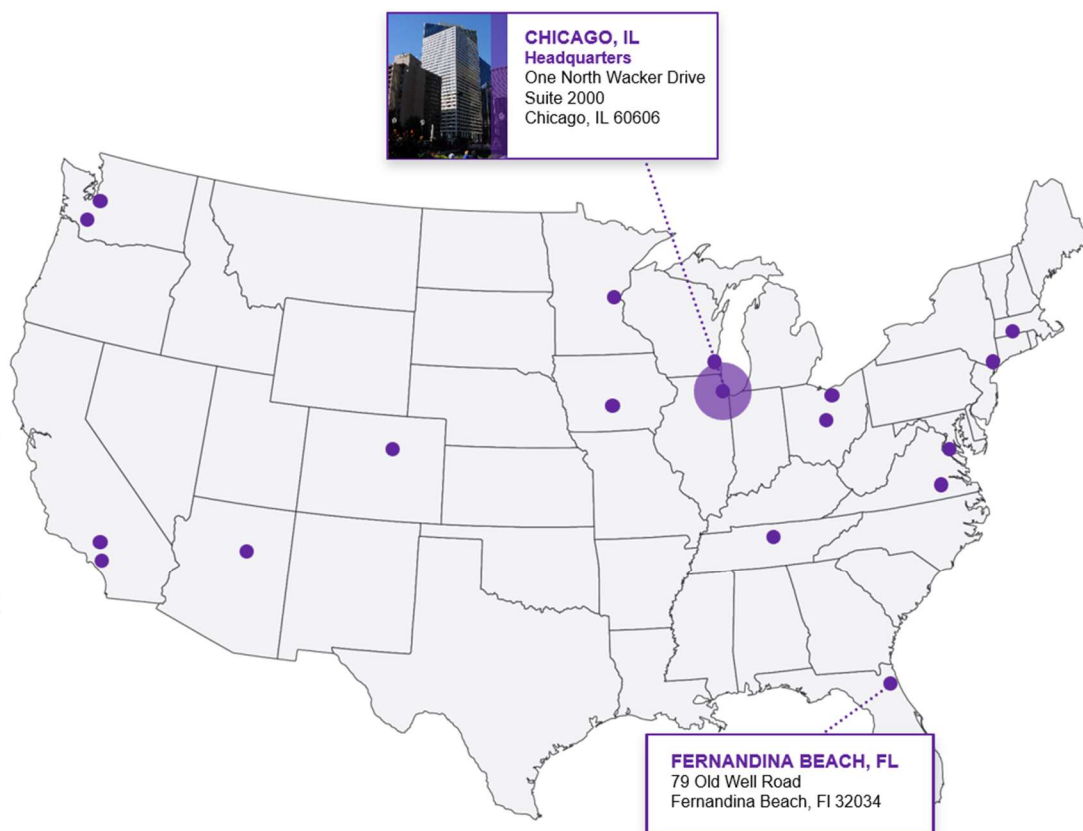 CHICAGO, IL
Headquarters
One North Wacker Drive
Suite 2000
Chicago, IL 60606
FERNANDINA BEACH, FL
79 Old Well Road
Fernandina Beach, Fl 32034